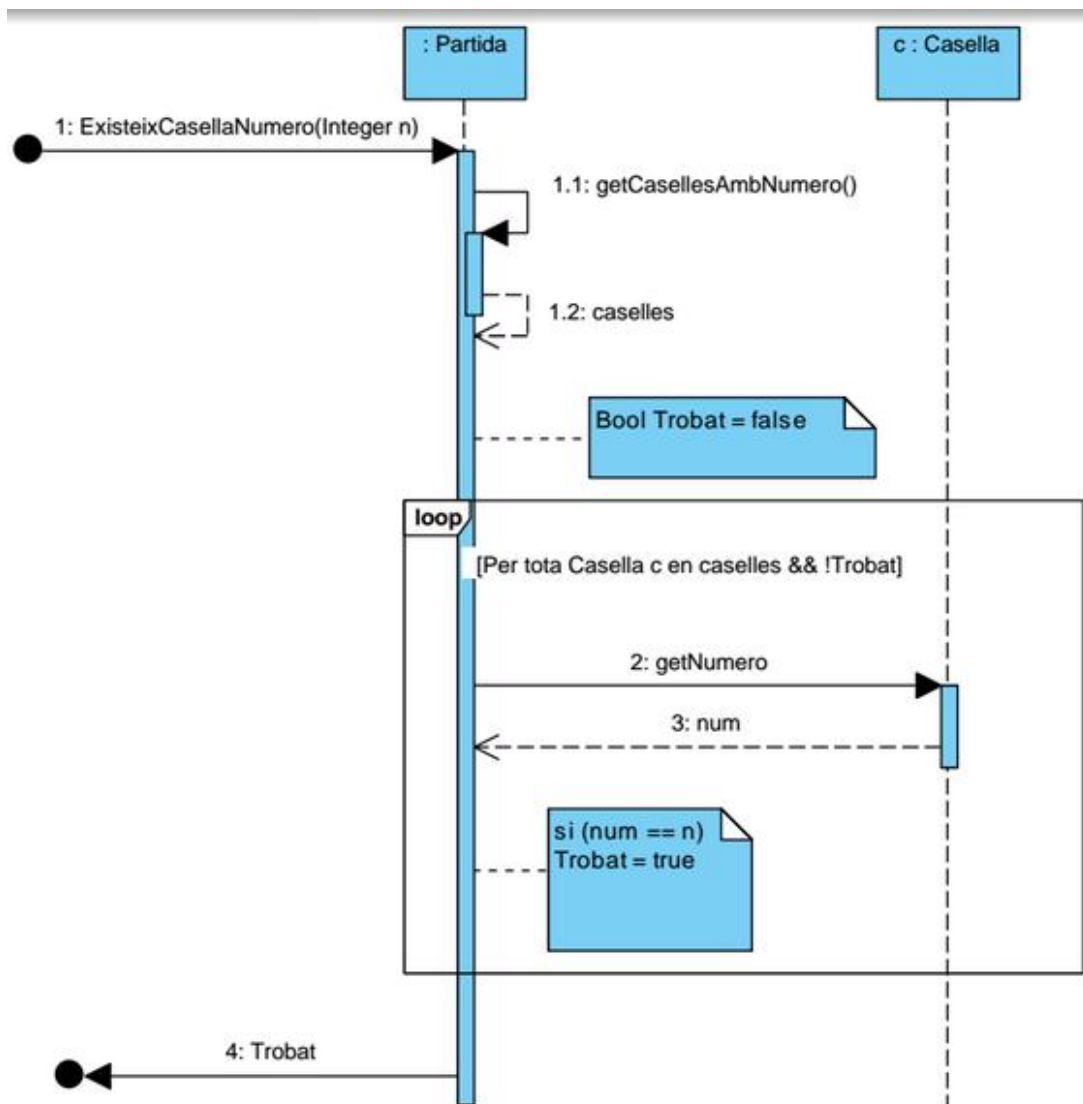 : Partida
c : Casella
1: ExisteixCasellaNumero(Integer n)
1.1: getCasellesAmbNumero()
1.2: caselles
Bool Trobat = false
loop
[Per tota Casella c en caselles && !Trobat]
2: getNumero
3: num
si (num == n)
Trobat = true
4: Trobat